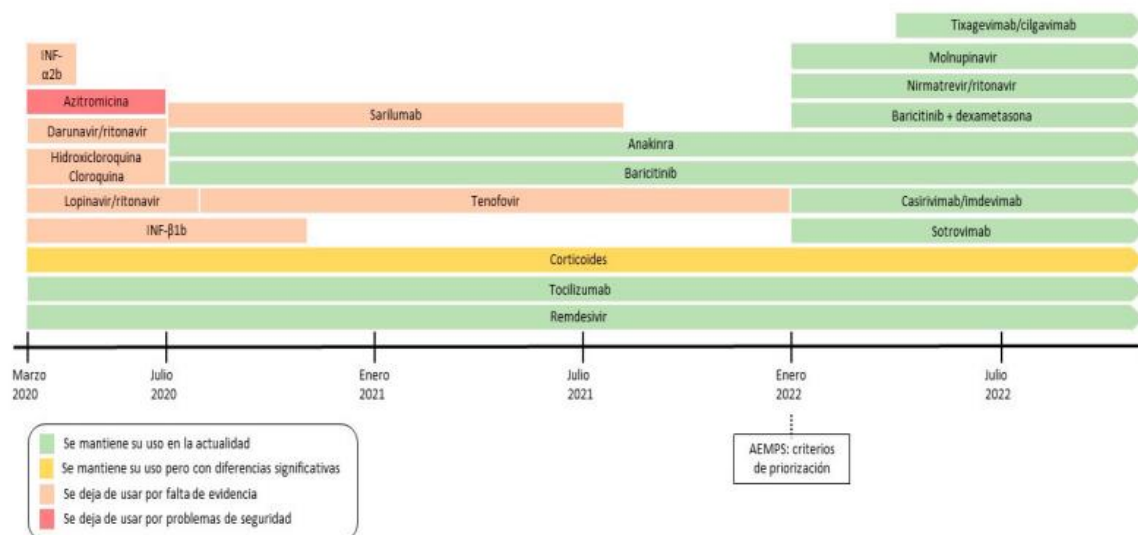 Tixagevimab/cilgavimab
INF-
α2b
Molnupinavir
Nirmatrevir/ritonavir
Azitromicina
Sarilumab
Baricitinib + dexametasona
Darunavir/ritonavir
Anakinra
Hidroxicloroquina
Cloroquina
Baricitinib
Lopinavir/ritonavir
Tenofovir
Casirivimab/imdevimab
INF-β1b
Sotrovimab
Corticoides
Tocilizumab
Remdesivir
Marzo
2020
Julio
2020
Enero
2021
Julio
2021
Enero
2022
Julio
2022
AEMPS: criterios
de priorización
Se mantiene su uso en la actualidad
Se mantiene su uso pero con diferencias significativas
Se deja de usar por falta de evidencia
Se deja de usar por problemas de seguridad